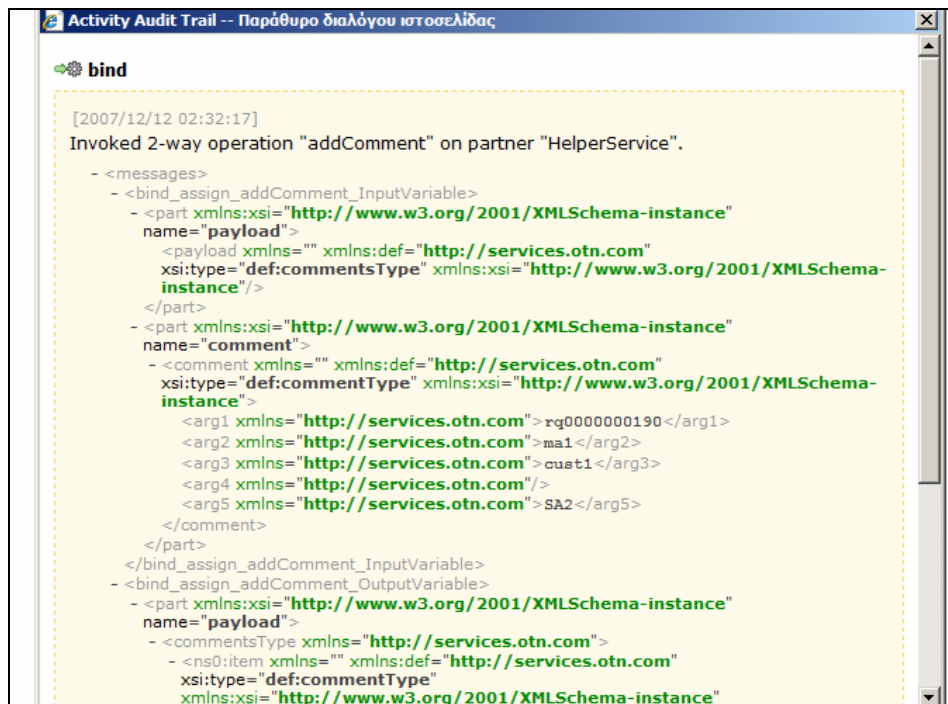 Activity Audit Trail -- Παράθυρο διαλόγου ιστοσελίδας
bind
[2007/12/12 02:32:17]
Invoked 2-way operation "addComment" on partner "HelperService".
- <messages>
- <bind_assign_addComment_InputVariable>
- <part xmlns:xsi="http://www.w3.org/2001/XMLSchema-instance"
name="payload">
<payload xmlns="" xmlns:def="http://services.otn.com"
xsi:type="def:commentsType" xmlns:xsi="http://www.w3.org/2001/XMLSchema-
instance"/>
</part>
- <part xmlns:xsi="http://www.w3.org/2001/XMLSchema-instance"
name="comment">
- <comment xmlns="" xmlns:def="http://services.otn.com"
xsi:type="def:commentType" xmlns:xsi="http://www.w3.org/2001/XMLSchema-
instance">
<arg1 xmlns="http://services.otn.com">rq0000000190</arg1>
<arg2 xmlns="http://services.otn.com">ma1</arg2>
<arg3 xmlns="http://services.otn.com">cust1</arg3>
<arg4 xmlns="http://services.otn.com"/>
<arg5 xmlns="http://services.otn.com">SA2</arg5>
</comment>
</part>
</bind_assign_addComment_InputVariable>
- <bind_assign_addComment_OutputVariable>
- <part xmlns:xsi="http://www.w3.org/2001/XMLSchema-instance"
name="payload">
- <commentsType xmlns="http://services.otn.com">
- <ns0:item xmlns="" xmlns:def="http://services.otn.com"
xsi:type="def:commentType"
xmlns:xsi="http://www.w3.org/2001/XMLSchema-instance"